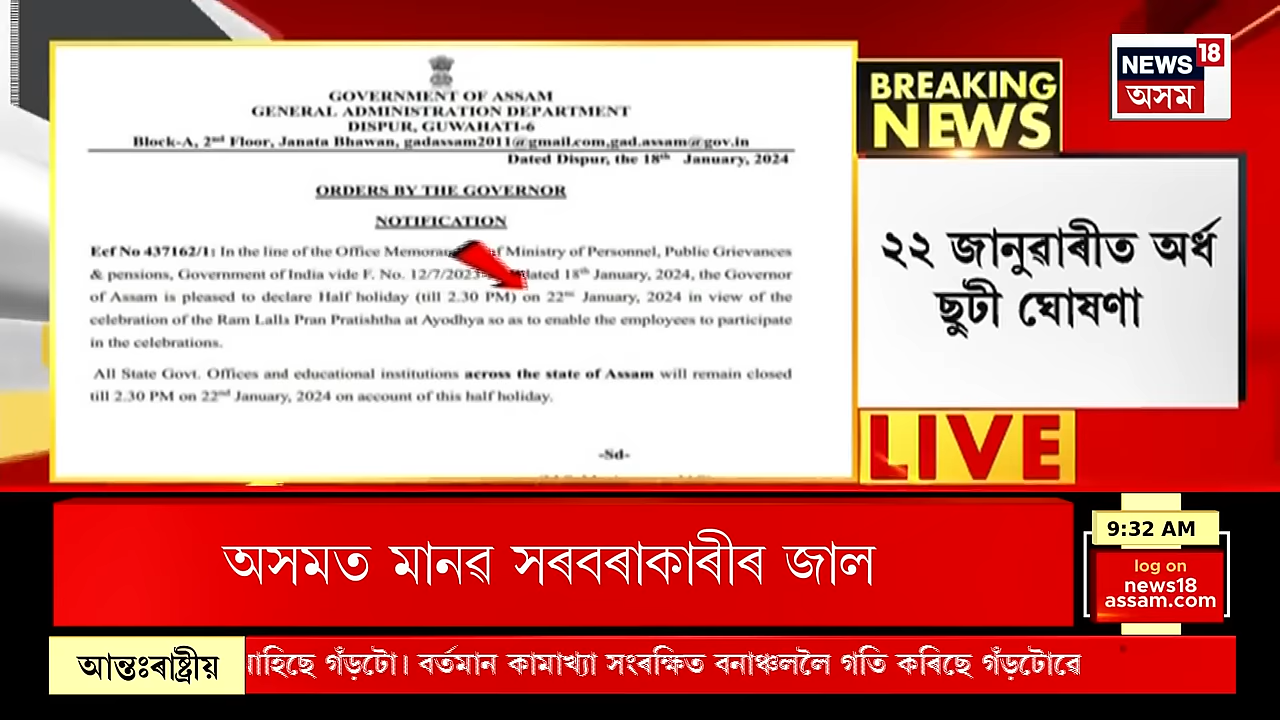 GOVERNMENT OF ASSAM
GENERAL ADMINISTRATION DEPARTMENT
DISPUR, GUWAHATI-6
Block-A, 2nd Floor, Janata Bhawan, gadassam2011@gmail.com,gad.assam@gov.in
Dated Dispur, the 18th January, 2024
ORDERS BY THE GOVERNOR
NOTIFICATION
Ecf No 437162/1: In the line of the Office Ministry of Personnel, Public Grievances
& pensions, Government of India vide F. No. 18th January, 2024, the Governor
of Assam is pleased to declare Half holiday (till 2.30 PM) on 22nd January, 2024 in view of the
celebration of the Ram Lalls Pran Pratishtha at Ayodhya so as to enable the employees to participate
in the celebrations.
All State Govt. Offices and educational institutions across the state of Assam will remain closed
till 2.30 PM on 22nd January, 2024 on account of this half holiday.
-Sd-
BREAKING
NEWS
NEWS 18
অসম
২২ জানুৱাৰীত অৰ্ধ
ছুটী ঘোষণা
LIVE
অসমত মানৱ সৰবৰাকাৰীৰ জাল
9:32 AM
log on
news18
assam.com
আন্তঃৰাষ্ট্ৰীয়
গঁড়টো। বৰ্তমান কামাখ্যা সংৰক্ষিত বনাঞ্চললৈ গতি কৰিছে গঁড়টোৱে